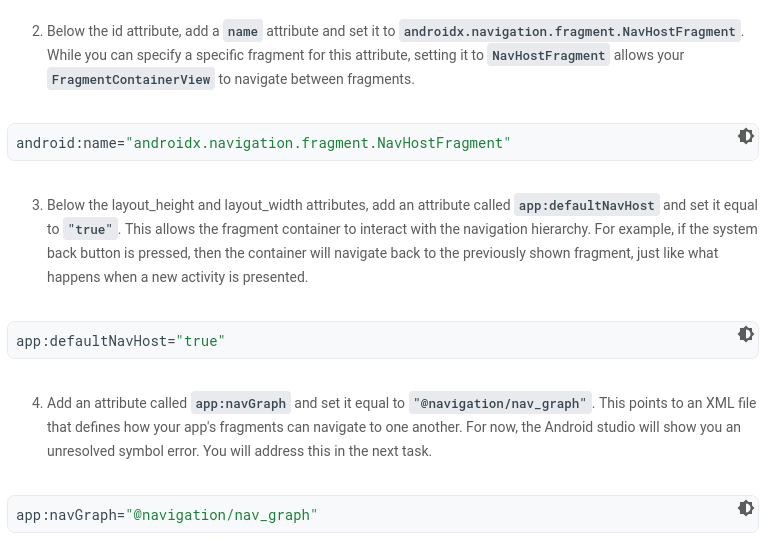 2. Below the id attribute, add a name attribute and set it to androidx.navigation.fragment.NavHostFragment.
While you can specify a specific fragment for this attribute, setting it to NavHostFragment allows your
FragmentContainerView to navigate between fragments.
android:name="androidx.navigation.fragment.NavHostFragment"
3. Below the layout_height and layout_width attributes, add an attribute called app:defaultNavHost and set it equal
to "true". This allows the fragment container to interact with the navigation hierarchy. For example, if the system
back button is pressed, then the container will navigate back to the previously shown fragment, just like what
happens when a new activity is presented.
app:defaultNavHost="true"
4. Add an attribute called app:navGraph and set it equal to "@navigation/nav_graph". This points to an XML file
that defines how your app's fragments can navigate to one another. For now, the Android studio will show you an
unresolved symbol error. You will address this in the next task.
app:navGraph="@navigation/nav_graph"